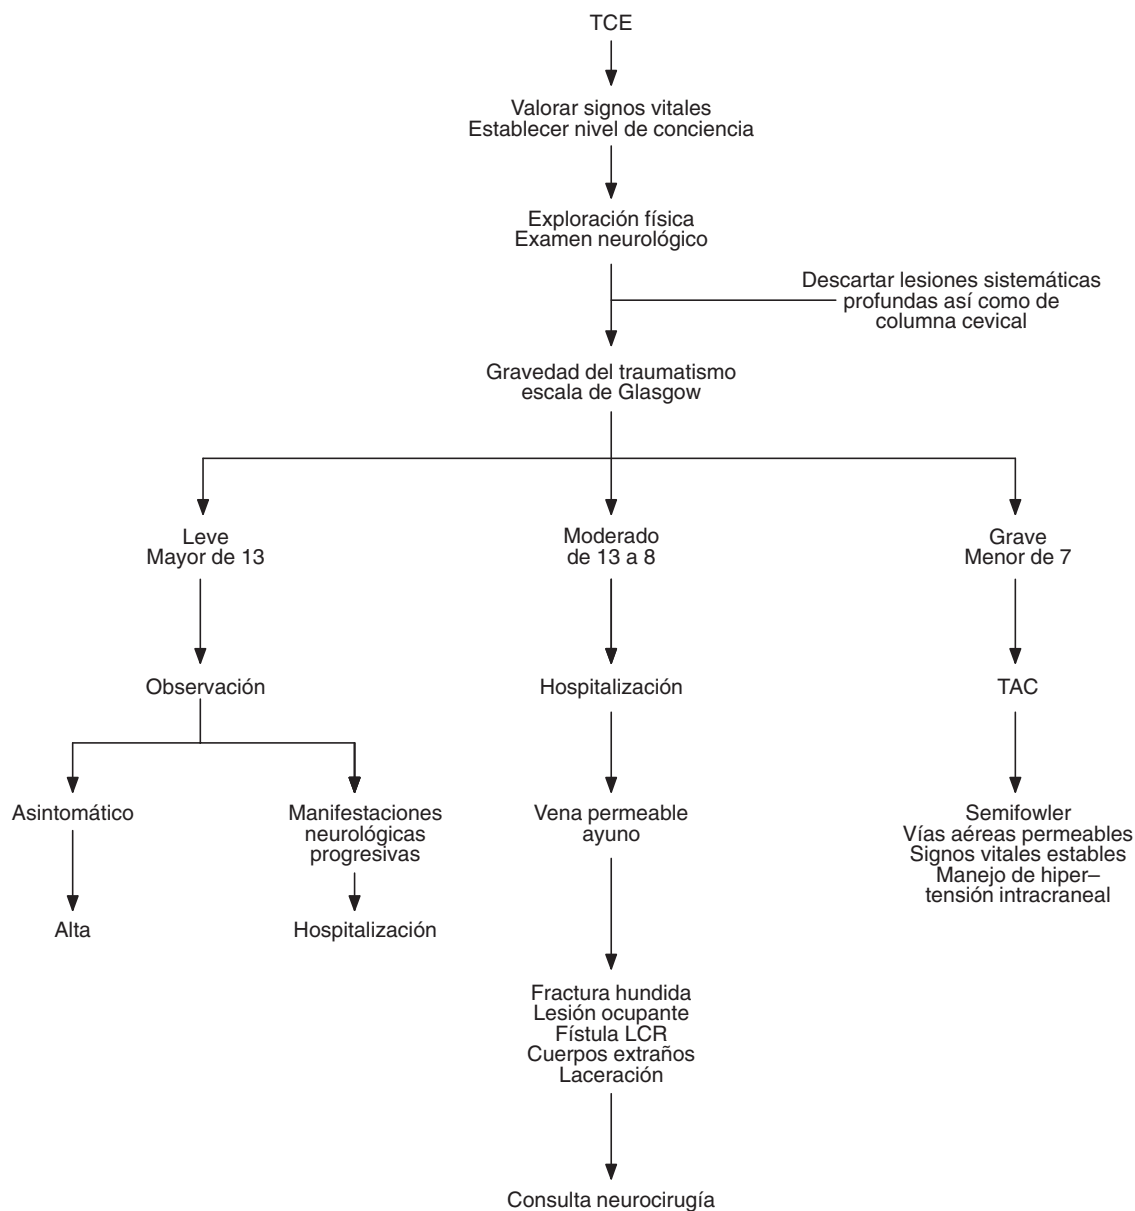 TCE
Valorar signos vitales
Establecer nivel de conciencia
Exploración física
Examen neurológico
Descartar lesiones sistemáticas
profundas así como de
columna cevical
Gravedad del traumatismo
escala de Glasgow
Leve
Mayor de 13
Moderado
de 13 a 8
Grave
Menor de 7
Observación
Hospitalización
TAC
Asintomático
Manifestaciones
neurológicas
progresivas
Vena permeable
ayuno
Semifowler
Vías aéreas permeables
Signos vitales estables
Manejo de hiper–
tensión intracraneal
Alta
Hospitalización
Fractura hundida
Lesión ocupante
Fístula LCR
Cuerpos extraños
Laceración
Consulta neurocirugía